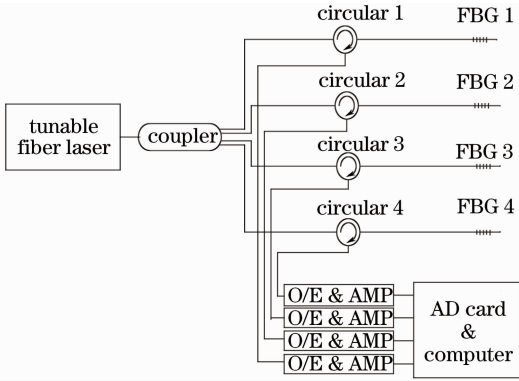 circular 1
FBG 1
circular 2
FBG 2
tunable
fiber laser
coupler
circular 3
FBG 3
circular 4
FBG 4
O/E & AMP
O/E & AMP
O/E & AMP
O/E & AMP
AD card
&
computer